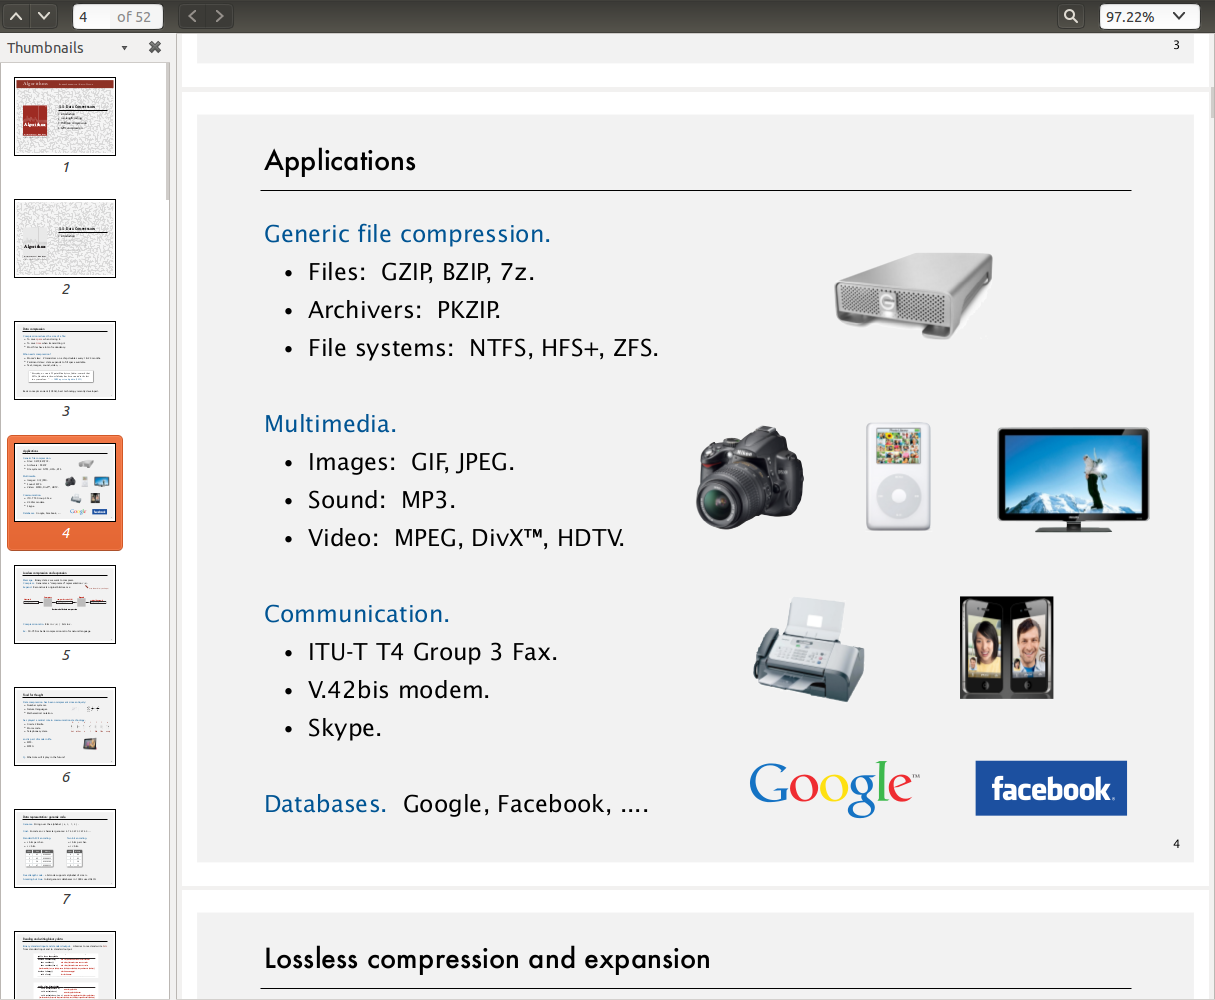 4 of 52
97.22%
Thumbnails
1
2
3
4
5
6
7
3
Applications
Generic file compression.
• Files: GZIP, BZIP, 7z.
• Archivers: PKZIP.
• File systems: NTFS, HFS+, ZFS.
Multimedia.
• Images: GIF, JPEG.
• Sound: MP3.
• Video: MPEG, DivX™, HDTV.
Communication.
• ITU-T T4 Group 3 Fax.
• V.42bis modem.
• Skype.
Google™ facebook.
Databases. Google, Facebook, ….
4
Lossless compression and expansion